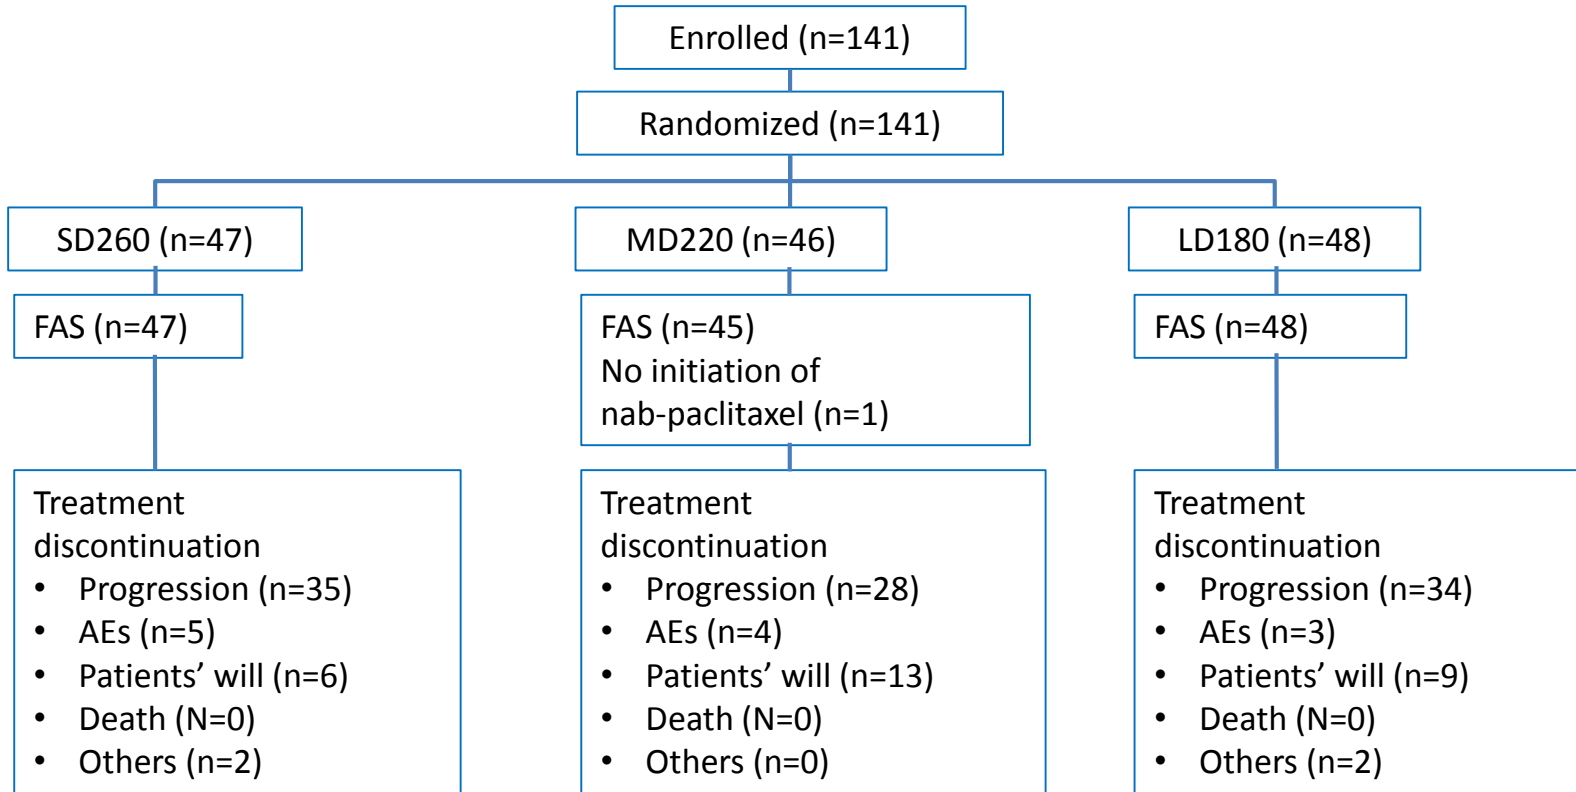 Enrolled (n=141)
Randomized (n=141)
SD260 (n=47)
MD220 (n=46)
LD180 (n=48)
FAS (n=47)
FAS (n=45)
No initiation of
nab-paclitaxel (n=1)
FAS (n=48)
Treatment
discontinuation
• Progression (n=35)
• AEs (n=5)
• Patients’ will (n=6)
• Death (N=0)
• Others (n=2)
Treatment
discontinuation
• Progression (n=28)
• AEs (n=4)
• Patients’ will (n=13)
• Death (N=0)
• Others (n=0)
Treatment
discontinuation
• Progression (n=34)
• AEs (n=3)
• Patients’ will (n=9)
• Death (N=0)
• Others (n=2)